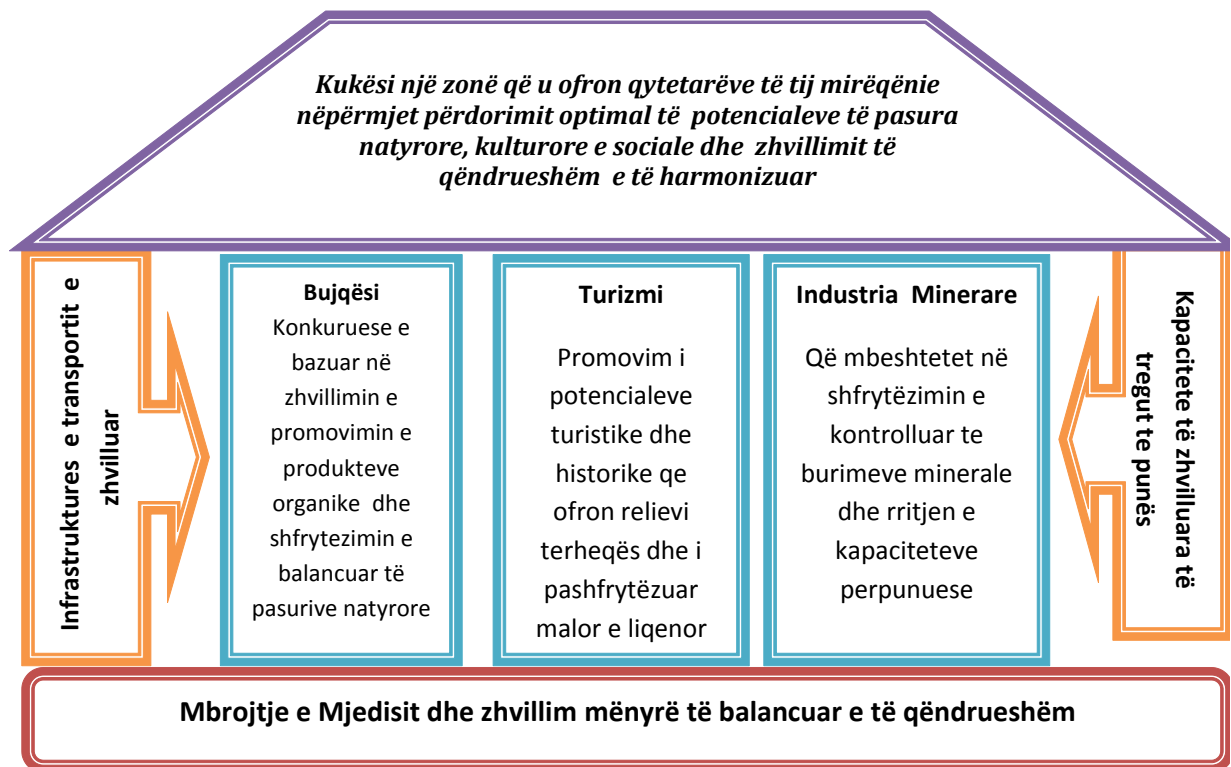 Kukësi një zonë që u ofron qytetarëve të tij mirëqënie
nëpërmjet përdorimit optimal të potencialeve të pasura
natyrore, kulturore e sociale dhe zhvillimit të
qëndrueshëm e të harmonizuar
Infrastruktures e transportit e
zhvilluar
Bujqësi
Konkuruese e
bazuar në
zhvillimin e
promovimin e
produkteve
organike dhe
shfrytezimin e
balancuar të
pasurive natyrore
Turizmi
Promovim i
potencialeve
turistike dhe
historike qe
ofron relievi
terheqës dhe i
pashfrytëzuar
malor e liqenor
Industria Minerare
Që mbeshtetet në
shfrytëzimin e
kontrolluar te
burimeve minerale
dhe rritjen e
kapaciteteve
perpunuese
Kapacitete të zhvilluara të
tregut te punës
Mbrojtje e Mjedisit dhe zhvillim mënyrë të balancuar e të qëndrueshëm